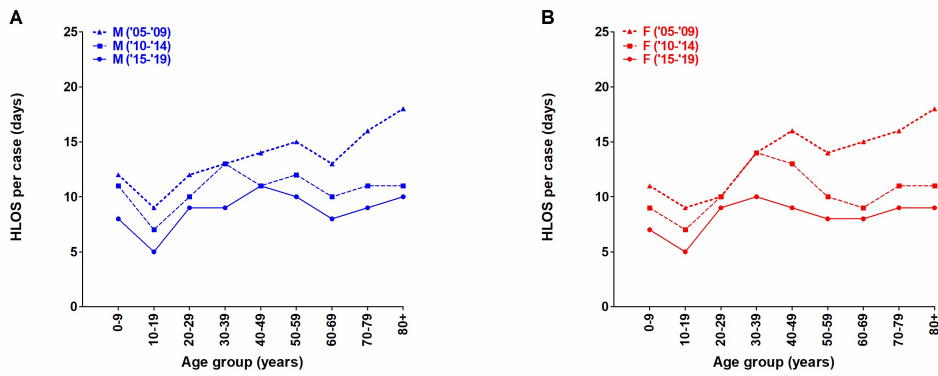 A
M ('05-'09)
M ('10-'14)
M ('15-'19)
HLOS per case (days)
25
20
15
10
5
0
0-9
10-19
20-29
30-39
40-49
50-59
60-69
70-79
80+
Age group (years)
B
F ('05-'09)
F ('10-'14)
F ('15-'19)
HLOS per case (days)
25
20
15
10
5
0
0-9
10-19
20-29
30-39
40-49
50-59
60-69
70-79
80+
Age group (years)